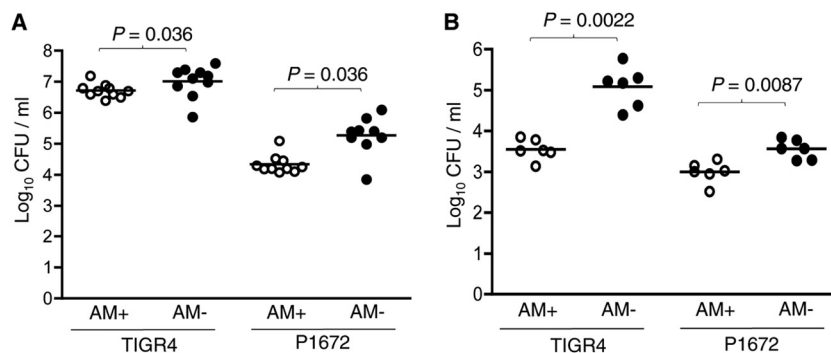 A
P = 0.036
P = 0.036
Log10 CFU / ml
8
7
6
5
4
3
2
1
0
AM+ AM- AM+ AM-
TIGR4 P1672
B
P = 0.0022
P = 0.0087
Log10 CFU / ml
6
5
4
3
2
1
0
AM+ AM- AM+ AM-
TIGR4 P1672